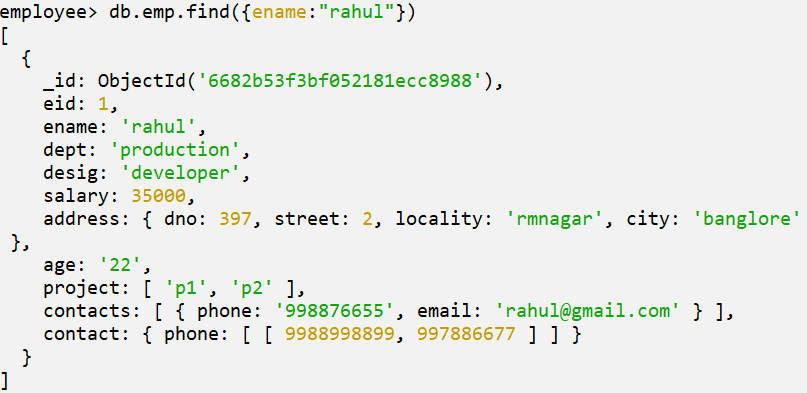 employee> db.emp.find({ename:"rahul"})
[
  {
    _id: ObjectId('6682b53f3bf052181ecc8988'),
    eid: 1,
    ename: 'rahul',
    dept: 'production',
    desig: 'developer',
    salary: 35000,
    address: { dno: 397, street: 2, locality: 'rmnagar', city: 'banglore'
 },
    age: '22',
    project: [ 'p1', 'p2' ],
    contacts: [ { phone: '998876655', email: 'rahul@gmail.com' } ],
    contact: { phone: [ [ 9988998899, 997886677 ] ] }
  }
]